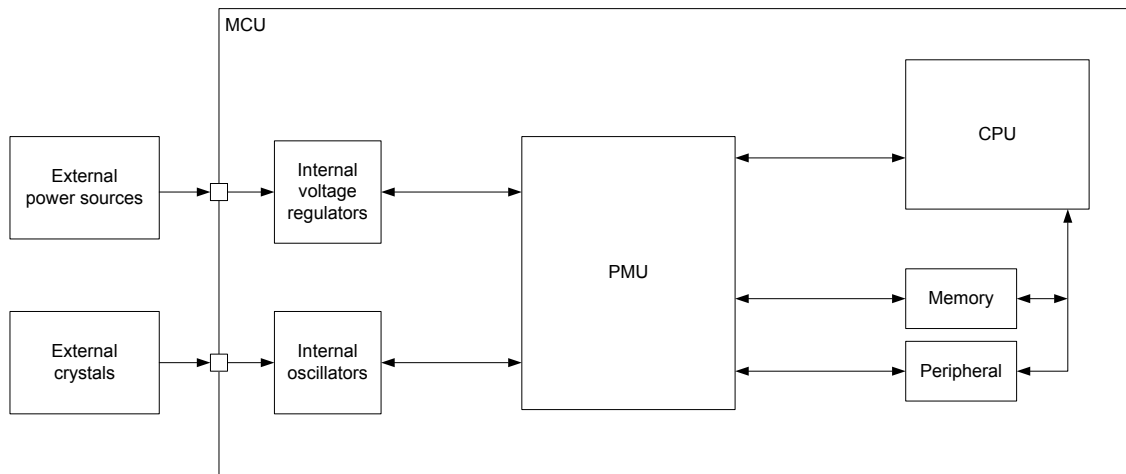 MCU
External
power sources
Internal
voltage
regulators
PMU
CPU
External
crystals
Internal
oscillators
Memory
Peripheral